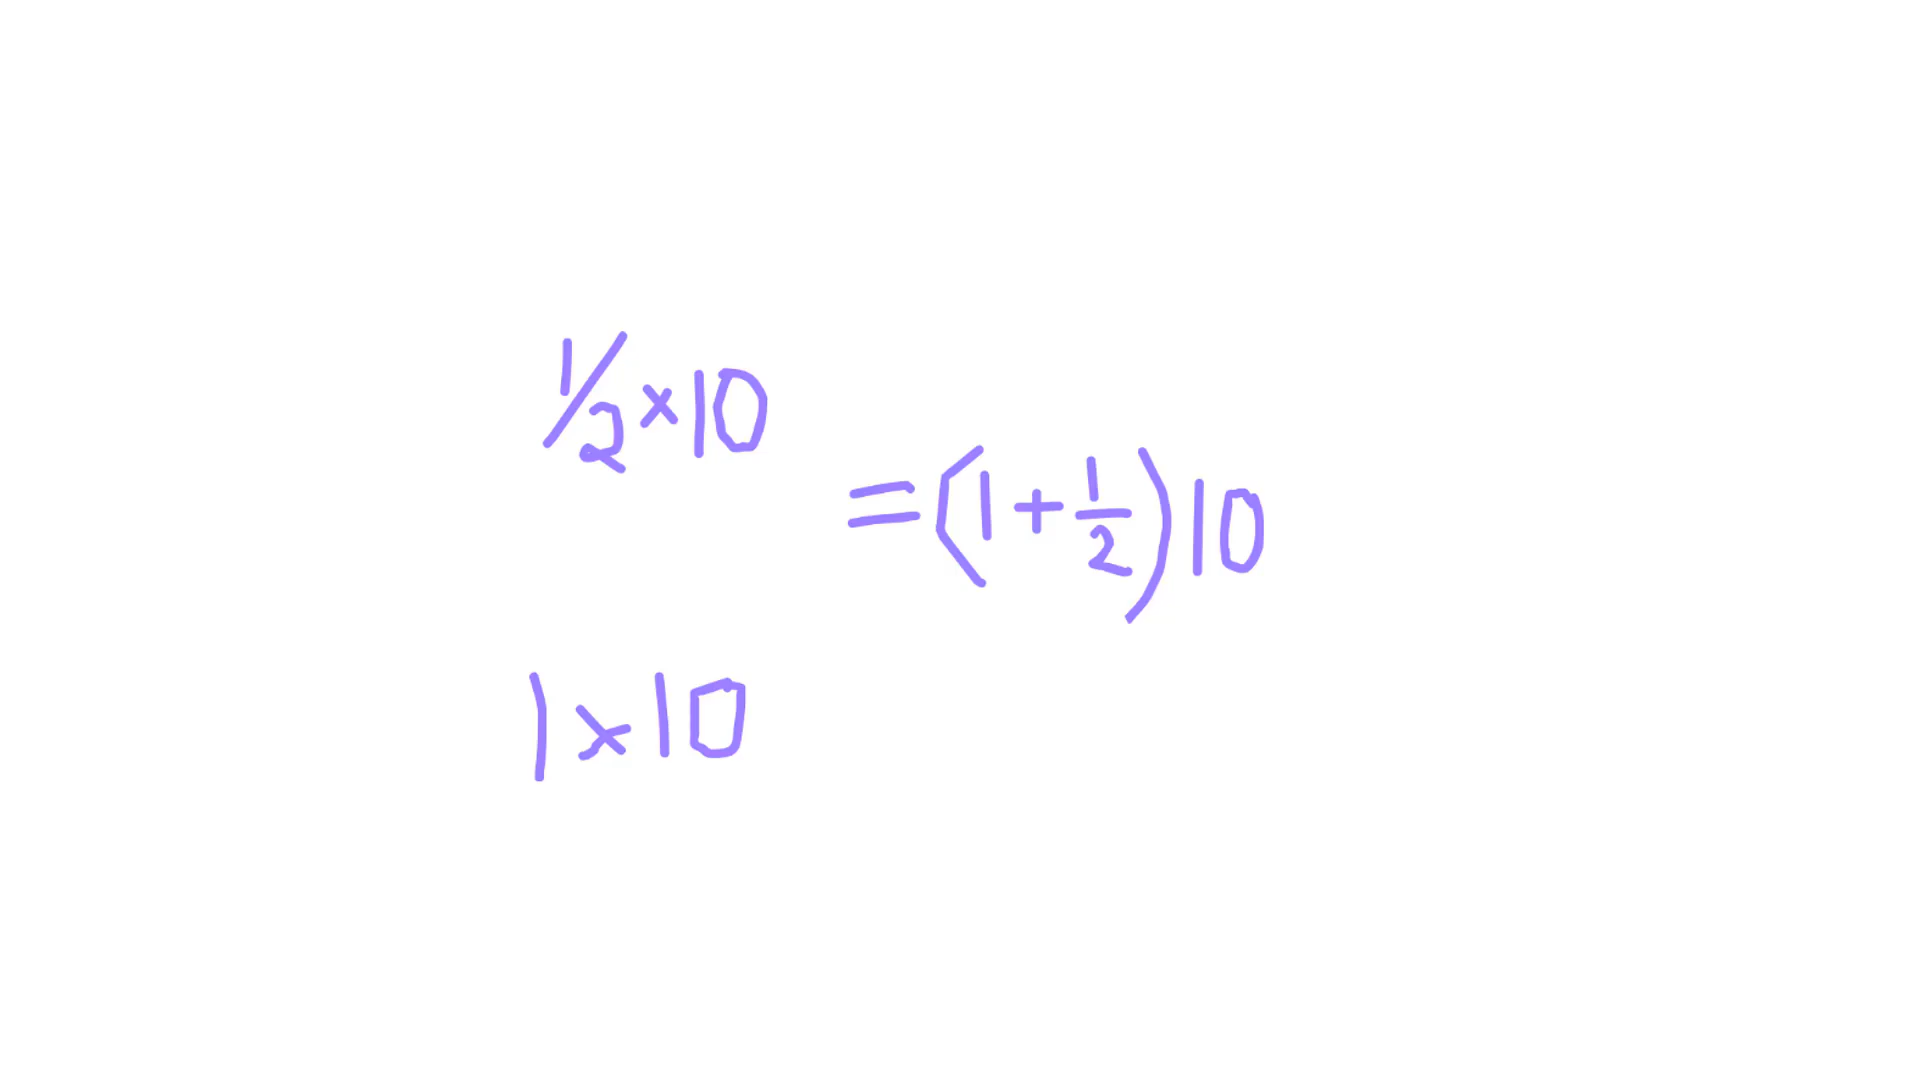 1/2 × 10
= (1 + 1/2) 10
1 × 10